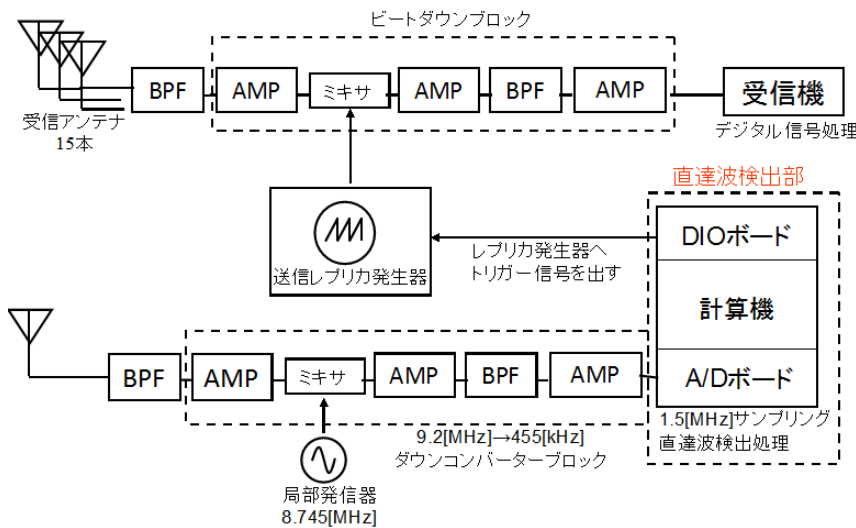 ビートダウンブロック
BPF
AMP
ミキサ
AMP
BPF
AMP
受信機
受信アンテナ
15本
デジタル信号処理
直達波検出部
送信レプリカ発生器
レプリカ発生器へ
トリガー信号を出す
DIOボード
計算機
A/Dボード
BPF
AMP
ミキサ
AMP
BPF
AMP
1.5[MHz]サンプリング
直達波検出処理
9.2[MHz]→455[kHz]
ダウンコンバーターブロック
局部発信器
8.745[MHz]